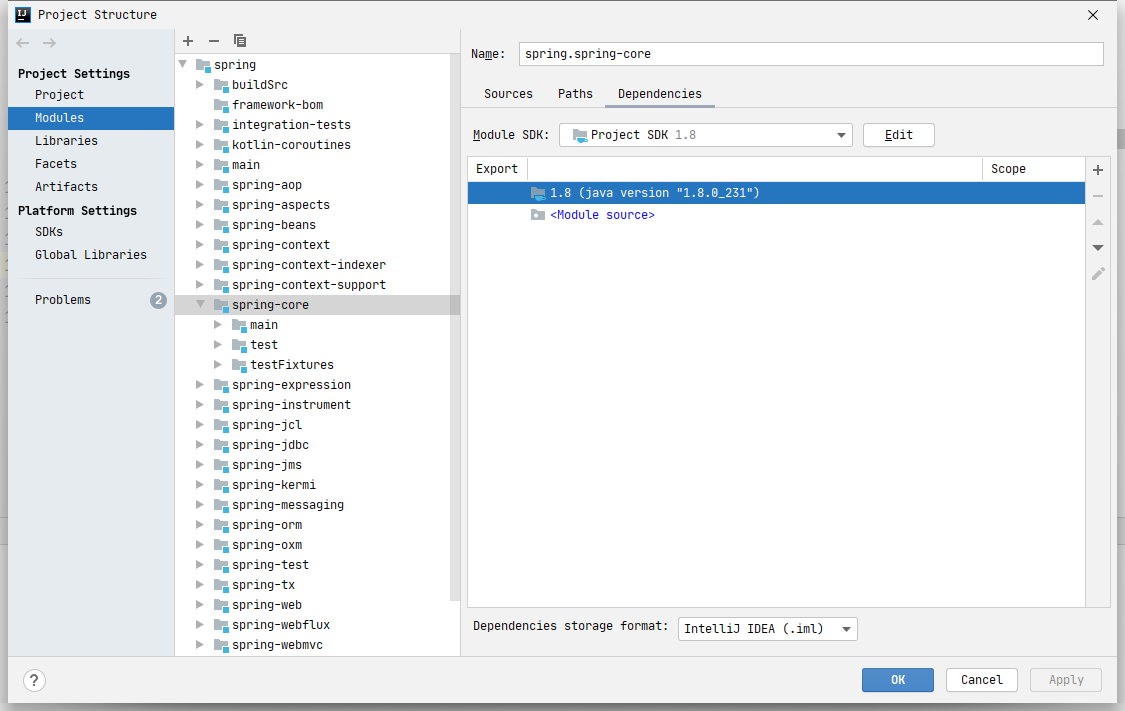 IJ Project Structure
Project Settings
Project
Modules
Libraries
Facets
Artifacts
Platform Settings
SDKs
Global Libraries
Problems 2
spring
buildSrc
framework-bom
integration-tests
kotlin-coroutines
main
spring-aop
spring-aspects
spring-beans
spring-context
spring-context-indexer
spring-context-support
spring-core
main
test
testFixtures
spring-expression
spring-instrument
spring-jcl
spring-jdbc
spring-jms
spring-kermi
spring-messaging
spring-orm
spring-oxm
spring-test
spring-tx
spring-web
spring-webflux
spring-webmvc
Name: spring.spring-core
Sources Paths Dependencies
Module SDK: Project SDK 1.8 Edit
Export Scope
1.8 (java version "1.8.0_231")
<Module source>
Dependencies storage format: IntelliJ IDEA (.iml)
? OK Cancel Apply